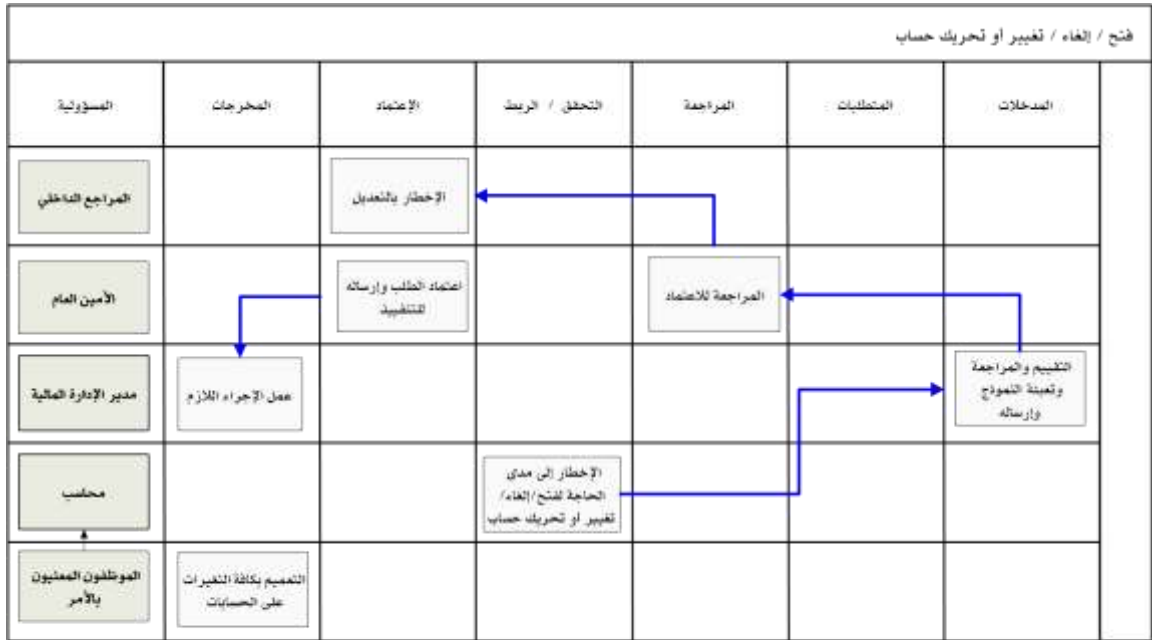 فتح / إلغاء / تغيير أو تحريك حساب
المدخلات
المتطلبات
المراجعة
التحقق / الربط
الإعتماد
المخرجات
المسؤولية
الإخطار بالتعديل
المراجع الداخلي
المراجعة للاعتماد
اعتماد الطلب وإرساله
للتنفيذ
الأمين العام
التقييم والمراجعة
وتعبئة النموذج
وإرساله
عمل الإجراء اللازم
مدير الإدارة المالية
الإخطار إلى مدى
الحاجة لفتح/إلغاء/
تغيير أو تحريك حساب
محاسب
التعميم بكافة التغيرات
على الحسابات
الموظفون المعنيون
بالأمر